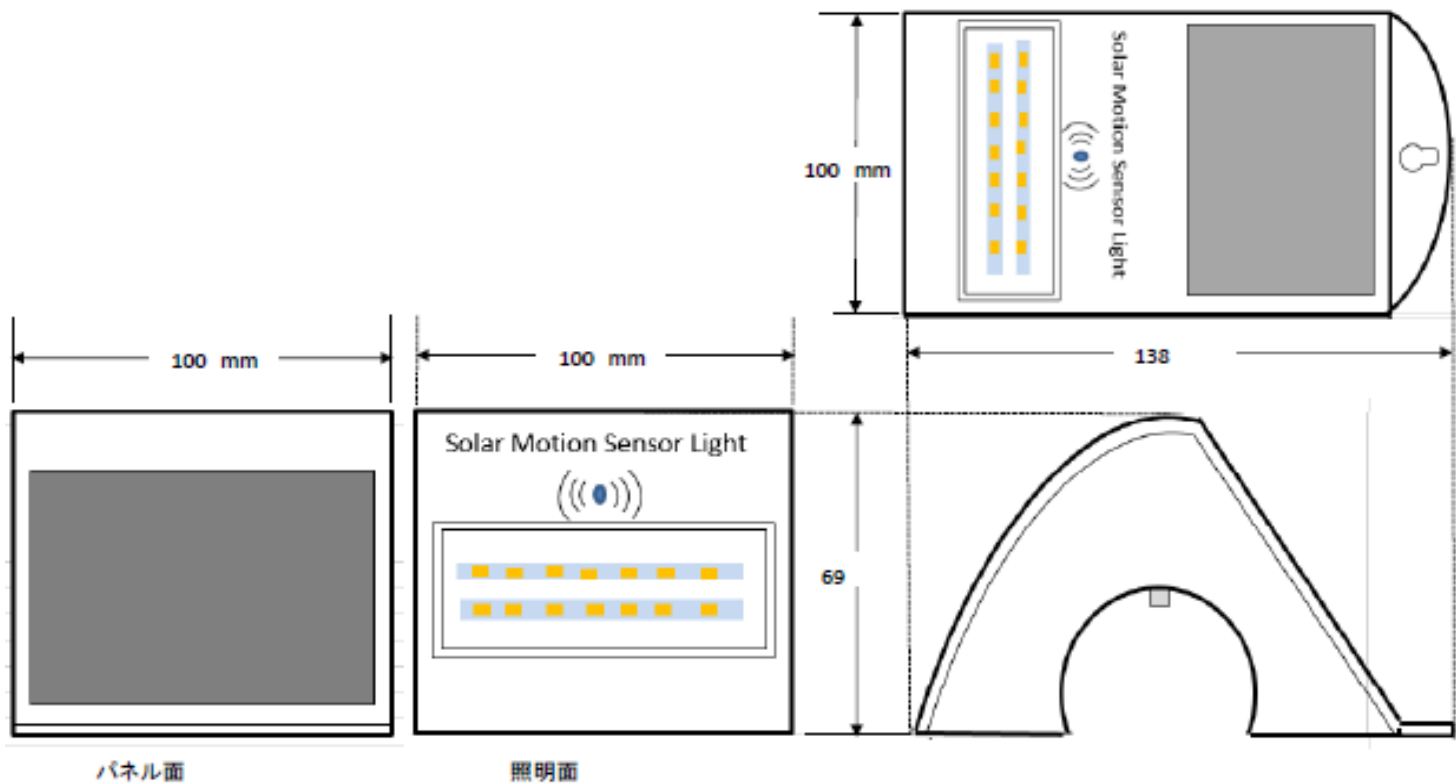 Solar Motion Sensor Light
100 mm
100 mm
100 mm
138
Solar Motion Sensor Light
69
パネル面
照明面